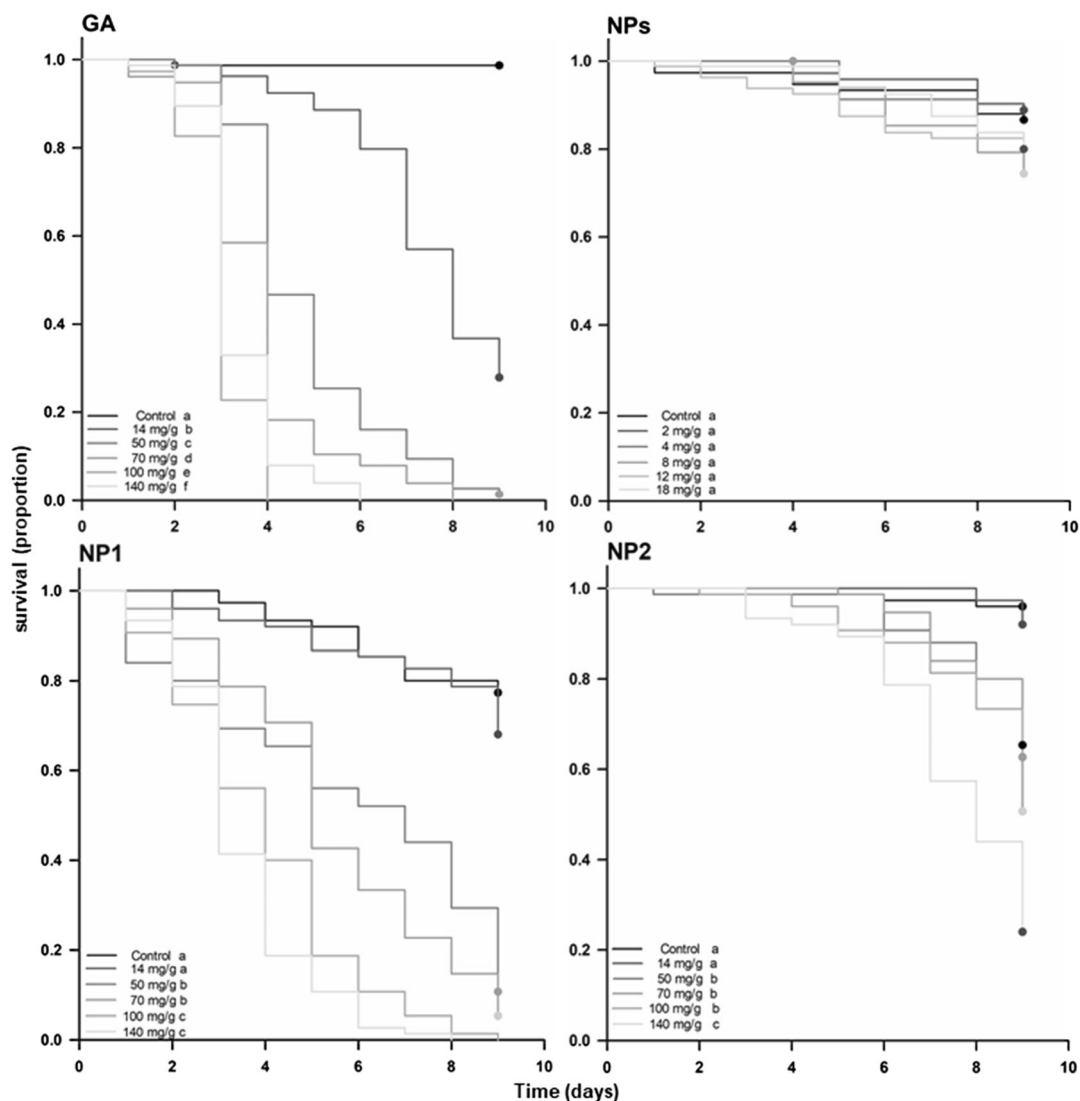 GA
1.0
0.8
0.6
0.4
0.2
0.0
0 2 4 6 8 10
Control a
14 mg/g b
50 mg/g c
70 mg/g d
100 mg/g e
140 mg/g f
NPs
1.0
0.8
0.6
0.4
0.2
0.0
0 2 4 6 8 10
Control a
2 mg/g a
4 mg/g a
8 mg/g a
12 mg/g a
18 mg/g a
survival (proportion)
NP1
1.0
0.8
0.6
0.4
0.2
0.0
0 2 4 6 8 10
Control a
14 mg/g a
50 mg/g b
70 mg/g b
100 mg/g c
140 mg/g c
NP2
1.0
0.8
0.6
0.4
0.2
0.0
0 2 4 6 8 10
Control a
14 mg/g a
50 mg/g b
70 mg/g b
100 mg/g b
140 mg/g c
Time (days)